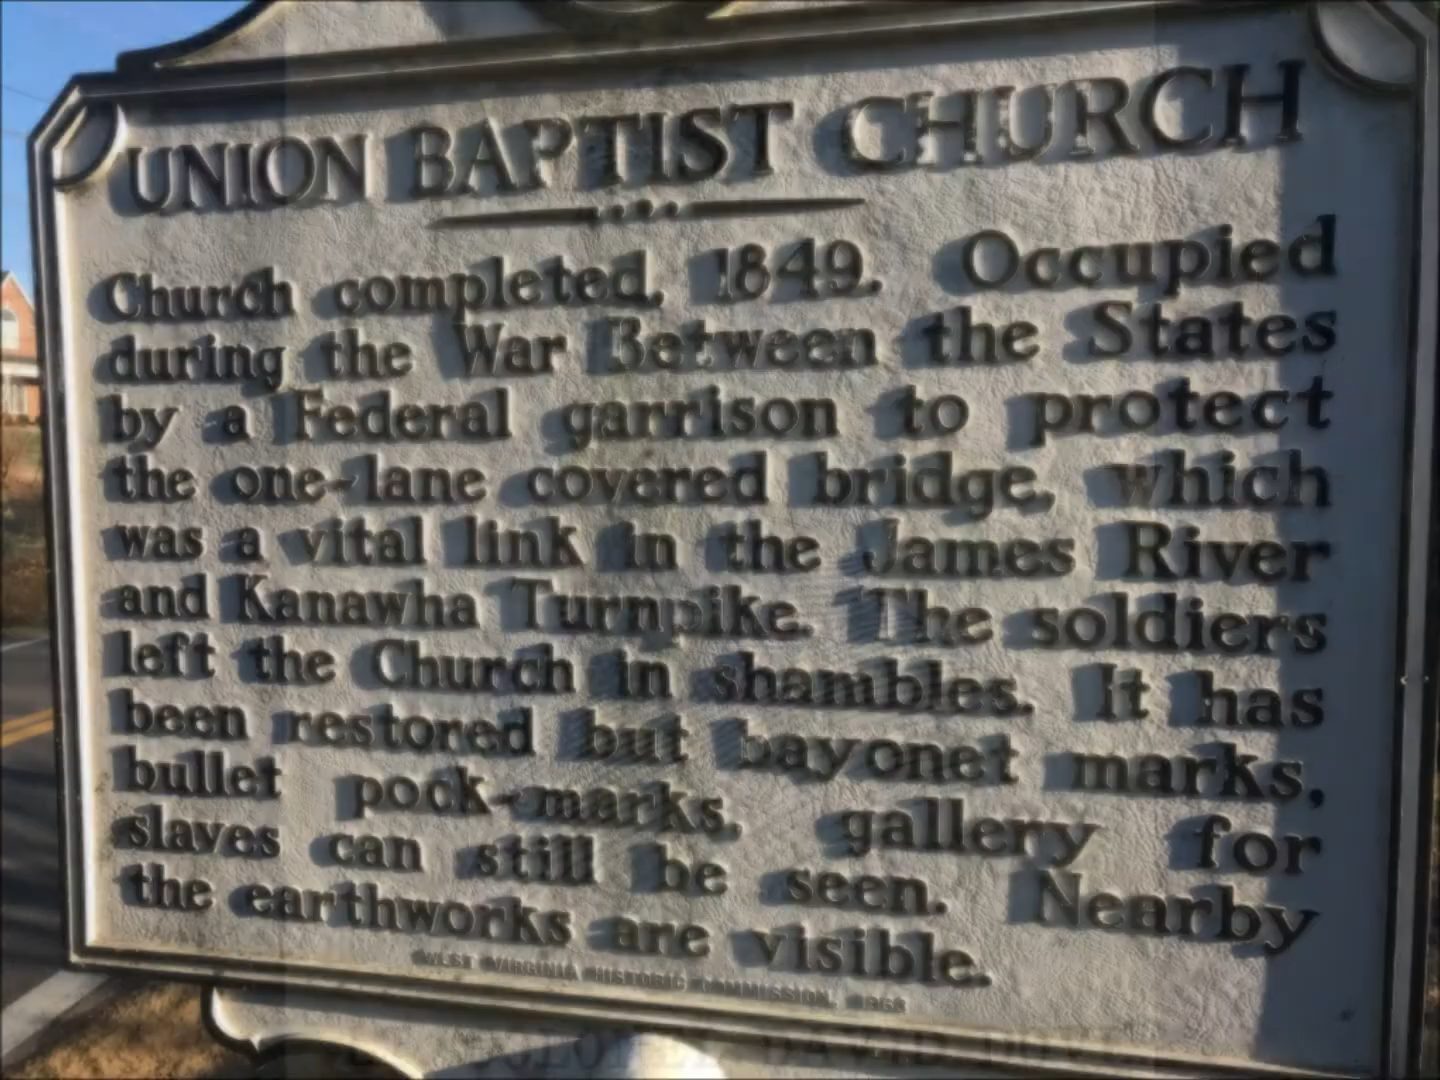 UNION BAPTIST CHURCH
Church completed, 1849. Occupied
during the War Between the States
by a Federal garrison to protect
the one-lane covered bridge, which
was a vital link in the James River
and Kanawha Turnpike. The soldiers
left the Church in shambles. It has
been restored but bayonet marks,
bullet pock-marks, gallery for
slaves can still be seen. Nearby
the earthworks are visible.
WEST VIRGINIA HISTORIC COMMISSION,